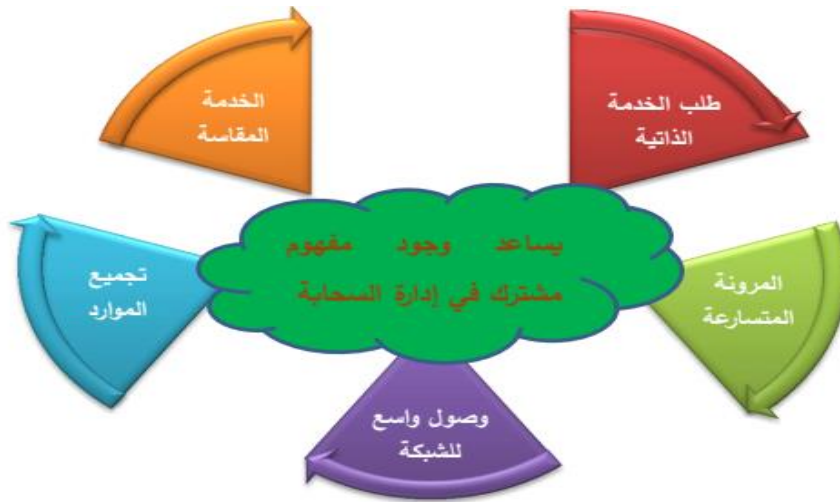 الخدمة
المقاسة
طلب الخدمة
الذاتية
يساعد وجود مفهوم
مشترك في إدارة السحابة
تجميع
الموارد
المرونة
المتسارعة
وصول واسع
للشبكة